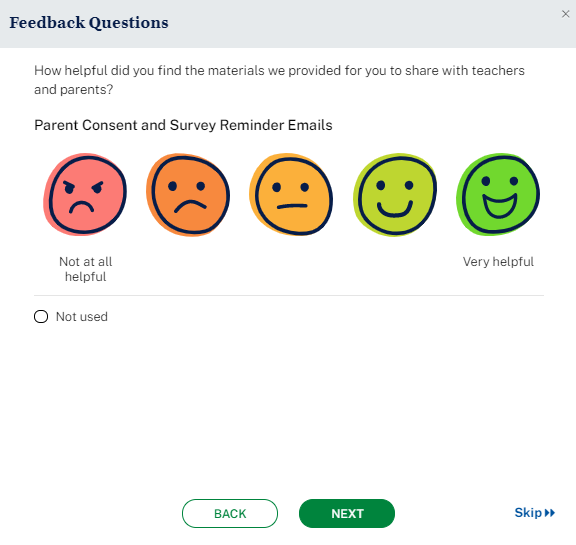 Feedback Questions
How helpful did you find the materials we provided for you to share with teachers
and parents?
Parent Consent and Survey Reminder Emails
Not at all
helpful
Very helpful
Not used
BACK
NEXT
Skip